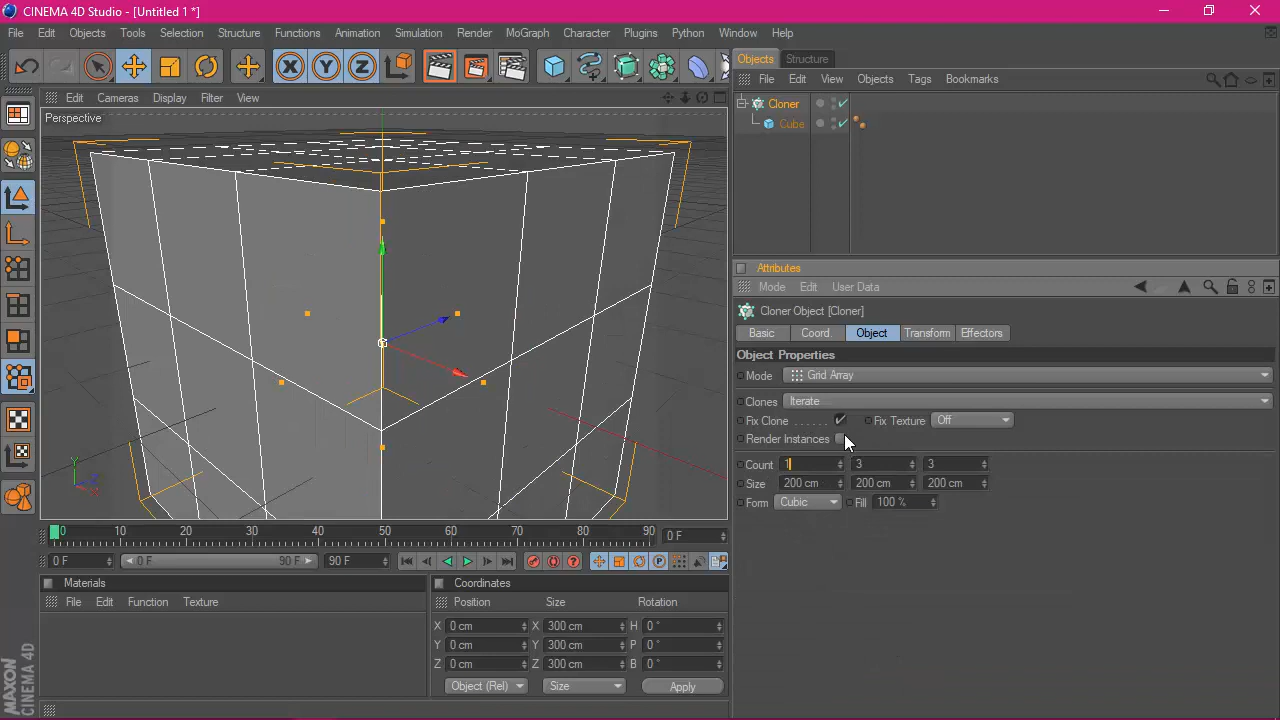 CINEMA 4D Studio - [Untitled 1 *]
File Edit Objects Tools Selection Structure Functions Animation Simulation Render MoGraph Character Plugins Python Window Help
X Y Z
Objects Structure
File Edit View Objects Tags Bookmarks
Edit Cameras Display Filter View
Perspective
Cloner
Cube
Attributes
Mode Edit User Data
Cloner Object [Cloner]
Basic Coord. Object Transform Effectors
Object Properties
Mode Grid Array
Clones Iterate
Fix Clone . . . . . . Fix Texture Off
Render Instances
Count 1 3 3
Size 200 cm 200 cm 200 cm
Form Cubic Fill 100 %
Y
0 10 20 30 40 50 60 70 80 90 0 F
0 F 0 F 90 F 90 F
Materials
File Edit Function Texture
Coordinates
Position Size Rotation
X 0 cm X 300 cm H 0 °
Y 0 cm Y 300 cm P 0 °
Z 0 cm Z 300 cm B 0 °
Object (Rel) Size Apply
MAXON CINEMA 4D